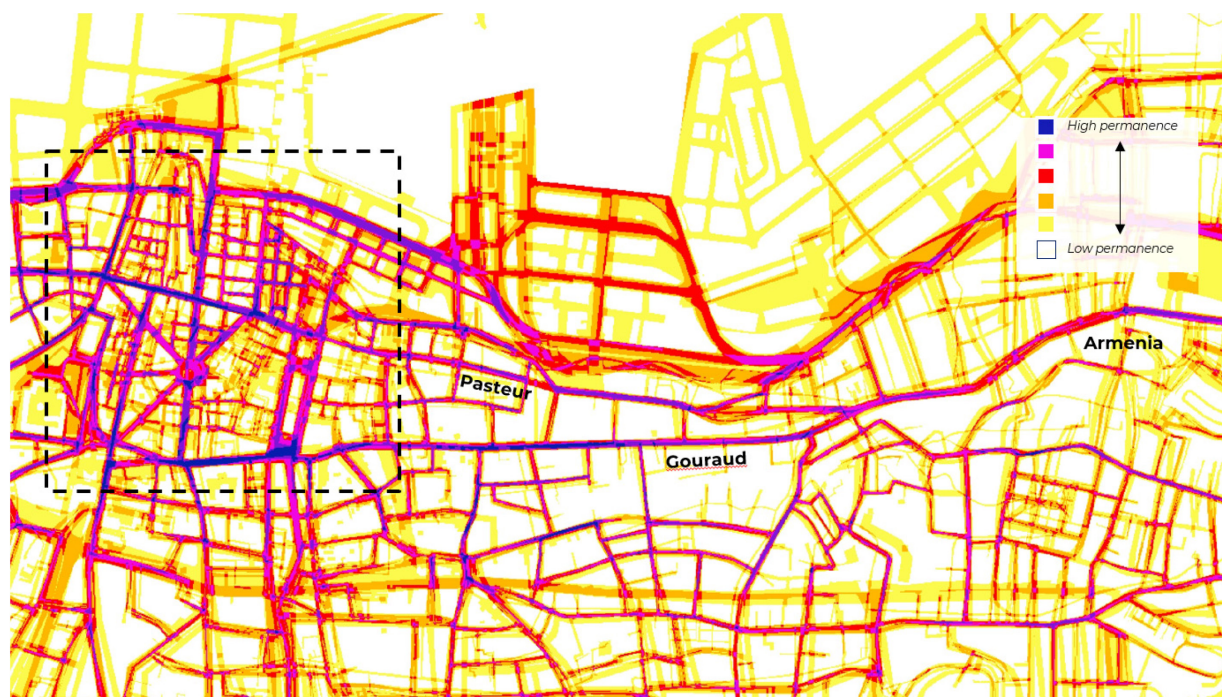 High permanence
Low permanence
Armenia
Pasteur
Gouraud